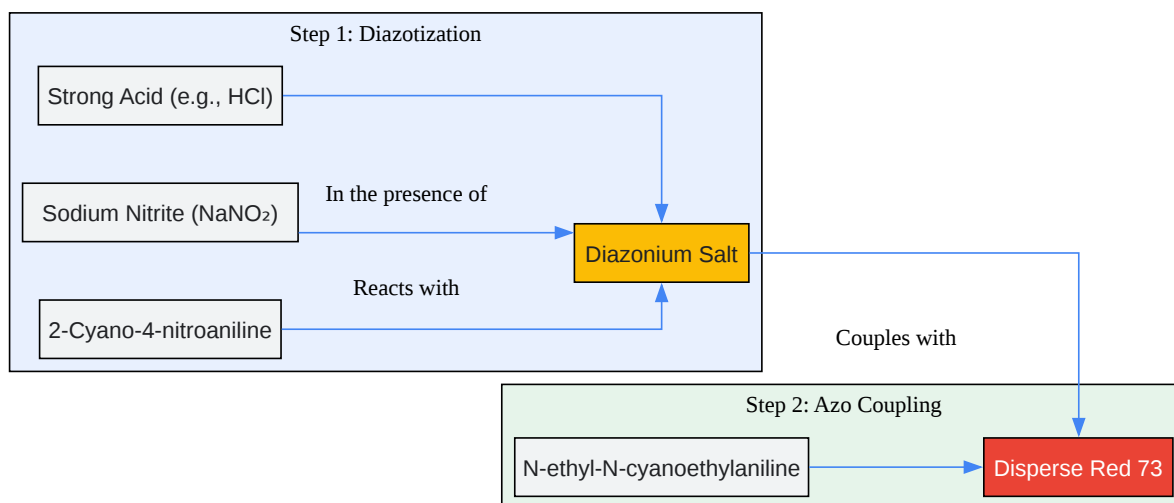 Step 1: Diazotization
Strong Acid (e.g., HCl)
In the presence of
Sodium Nitrite (NaNO₂)
Diazonium Salt
Reacts with
2-Cyano-4-nitroaniline
Couples with
Step 2: Azo Coupling
N-ethyl-N-cyanoethylaniline
Disperse Red 73